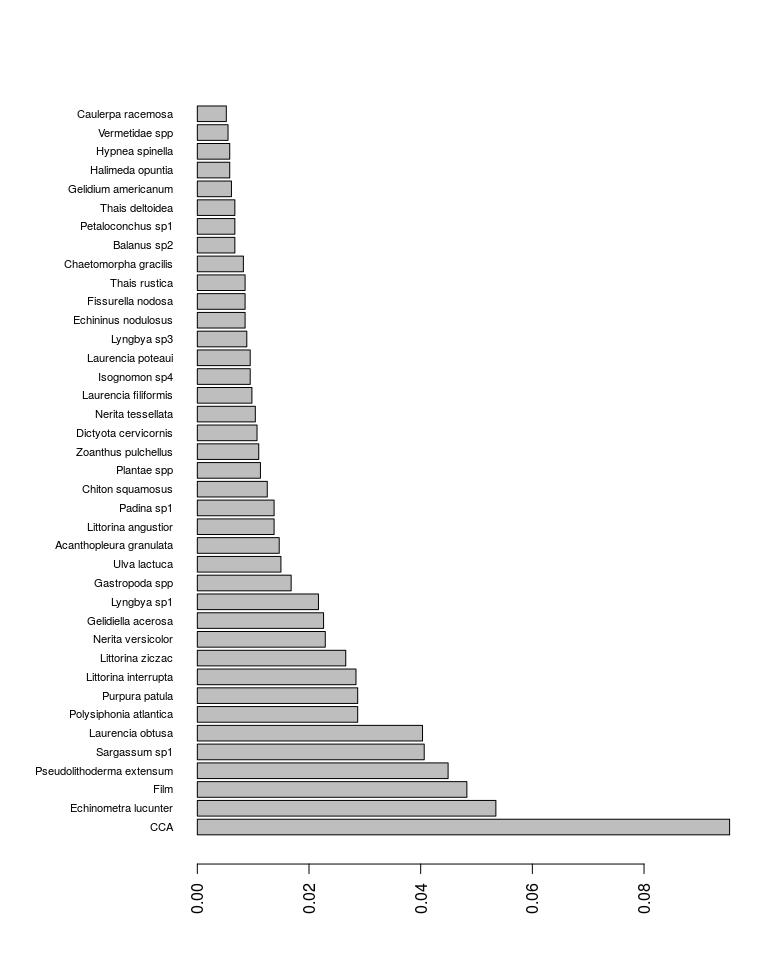 Caulerpa racemosa
Vermetidae spp
Hypnea spinella
Halimeda opuntia
Gelidium americanum
Thais deltoidea
Petaloconchus sp1
Balanus sp2
Chaetomorpha gracilis
Thais rustica
Fissurella nodosa
Echininus nodulosus
Lyngbya sp3
Laurencia poteaui
Isognomon sp4
Laurencia filiformis
Nerita tessellata
Dictyota cervicornis
Zoanthus pulchellus
Plantae spp
Chiton squamosus
Padina sp1
Littorina angustior
Acanthopleura granulata
Ulva lactuca
Gastropoda spp
Lyngbya sp1
Gelidiella acerosa
Nerita versicolor
Littorina ziczac
Littorina interrupta
Purpura patula
Polysiphonia atlantica
Laurencia obtusa
Sargassum sp1
Pseudolithoderma extensum
Film
Echinometra lucunter
CCA
0.00
0.02
0.04
0.06
0.08